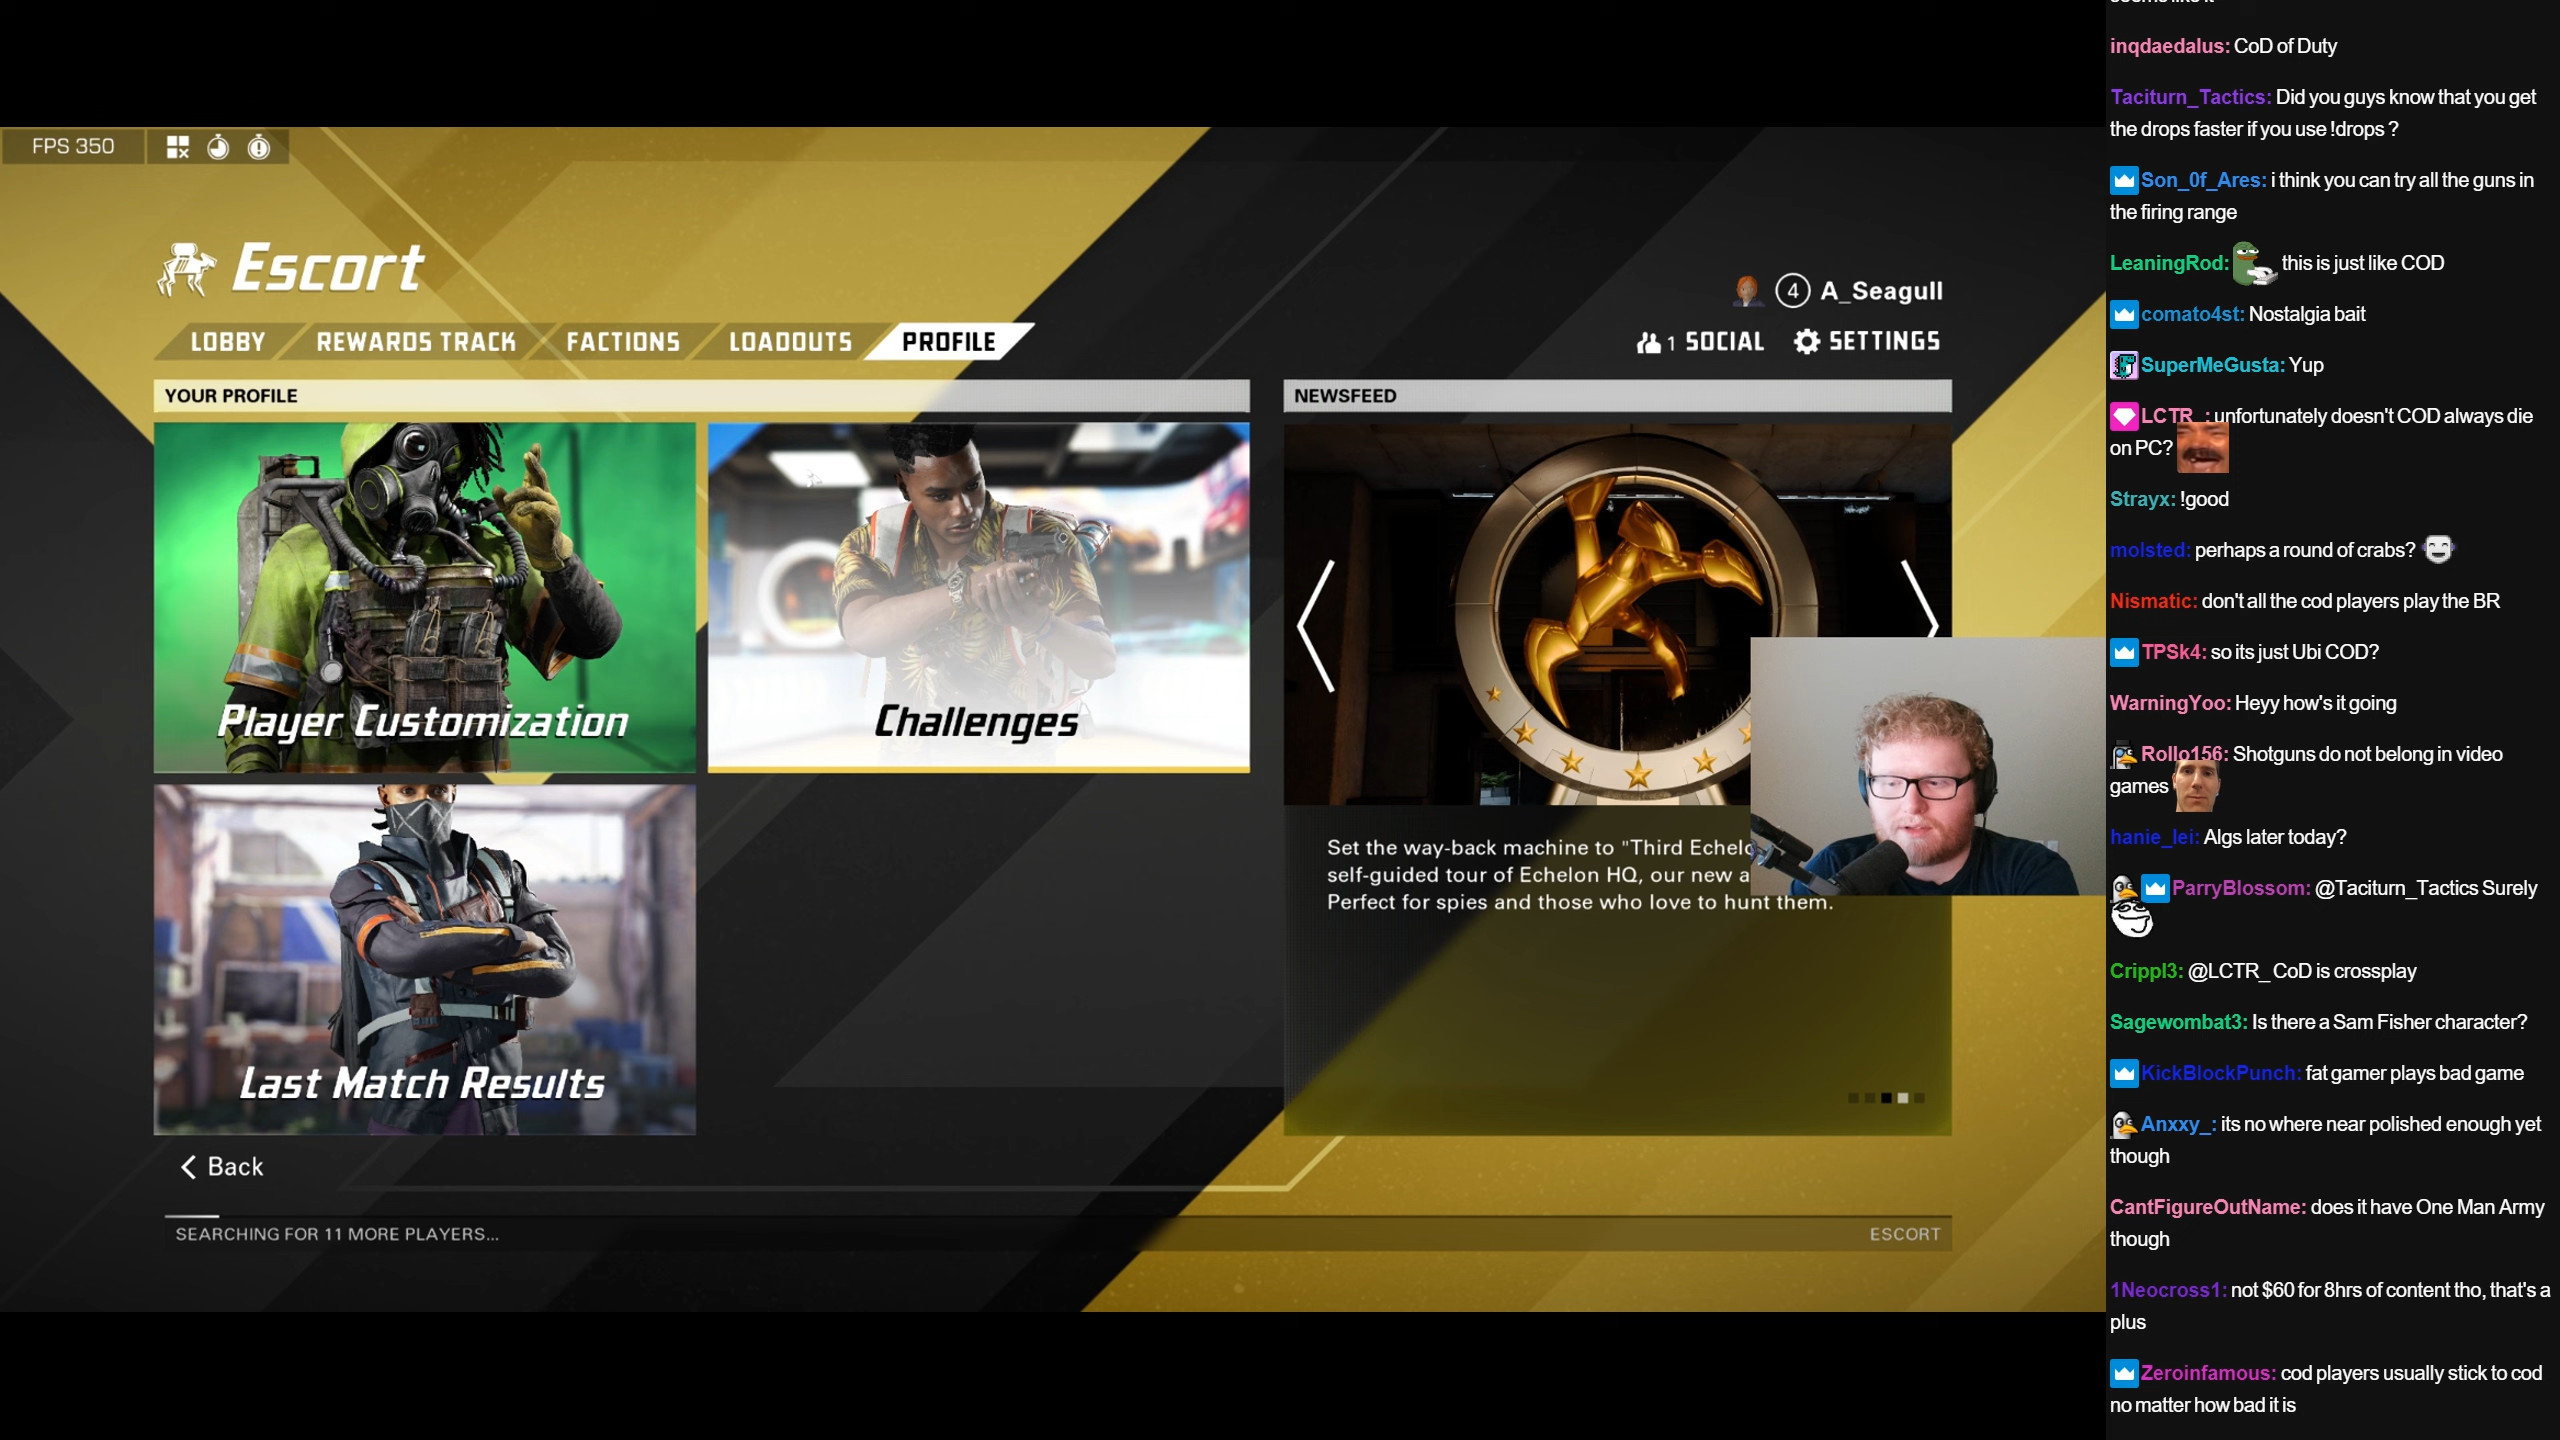 FPS 350
Escort
4 A_Seagull
LOBBY
REWARDS TRACK
FACTIONS
LOADOUTS
PROFILE
1 SOCIAL
SETTINGS
YOUR PROFILE
Player Customization
Challenges
Last Match Results
NEWSFEED
Set the way-back machine to "Third
self-guided tour of Echelon HQ, our new
Perfect for spies and those who love to hunt them.
Back
SEARCHING FOR 11 MORE PLAYERS...
ESCORT
inqdaedalus: CoD of Duty
Taciturn_Tactics: Did you guys know that you get
the drops faster if you use !drops ?
Son_0f_Ares: i think you can try all the guns in
the firing range
LeaningRod: this is just like COD
comato4st: Nostalgia bait
SuperMeGusta: Yup
LCTR_: unfortunately doesn't COD always die
on PC?
Strayx: !good
molsted: perhaps a round of crabs?
Nismatic: don't all the cod players play the BR
TPSk4: so its just Ubi COD?
WarningYoo: Heyy how's it going
Rollo156: Shotguns do not belong in video
games
hanie_lei: Algs later today?
ParryBlossom: @Taciturn_Tactics Surely
Crippl3: @LCTR_ CoD is crossplay
Sagewombat3: Is there a Sam Fisher character?
KickBlockPunch: fat gamer plays bad game
Anxxy_: its no where near polished enough yet
though
CantFigureOutName: does it have One Man Army
though
1Neocross1: not $60 for 8hrs of content tho, that's a
plus
Zeroinfamous: cod players usually stick to cod
no matter how bad it is